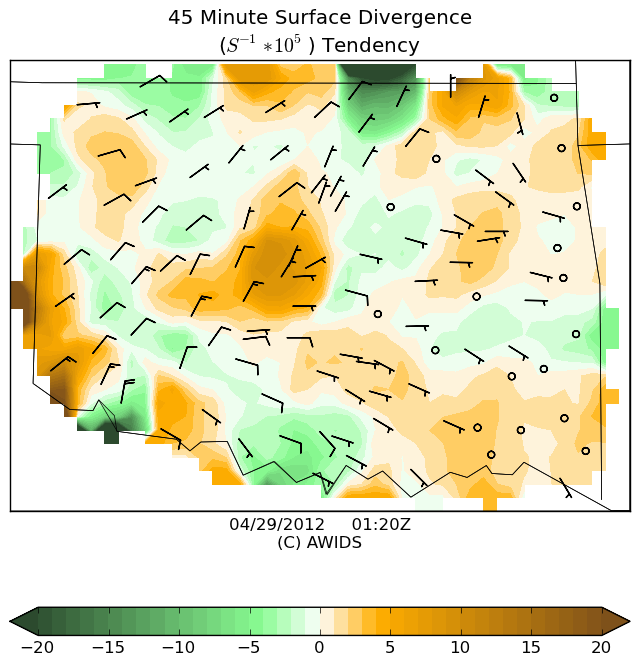 45 Minute Surface Divergence
(S⁻¹ * 10⁵ ) Tendency
04/29/2012 01:20Z
(C) AWIDS
−20 −15 −10 −5 0 5 10 15 20